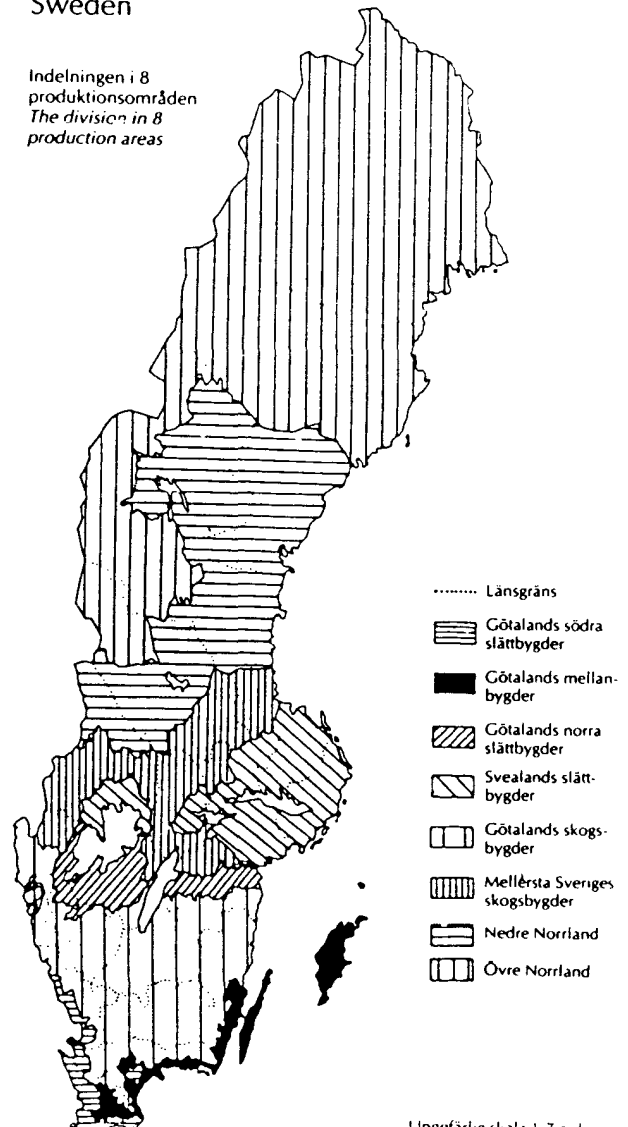 Sweden
Indelningen i 8
produktionsområden
The division in 8
production areas
Länsgräns
Götalands södra
slättbygder
Götalands mellan-
bygder
Götalands norra
slättbygder
Svealands slätt-
bygder
Götalands skogs-
bygder
Mellersta Sveriges
skogsbygder
Nedre Norrland
Övre Norrland